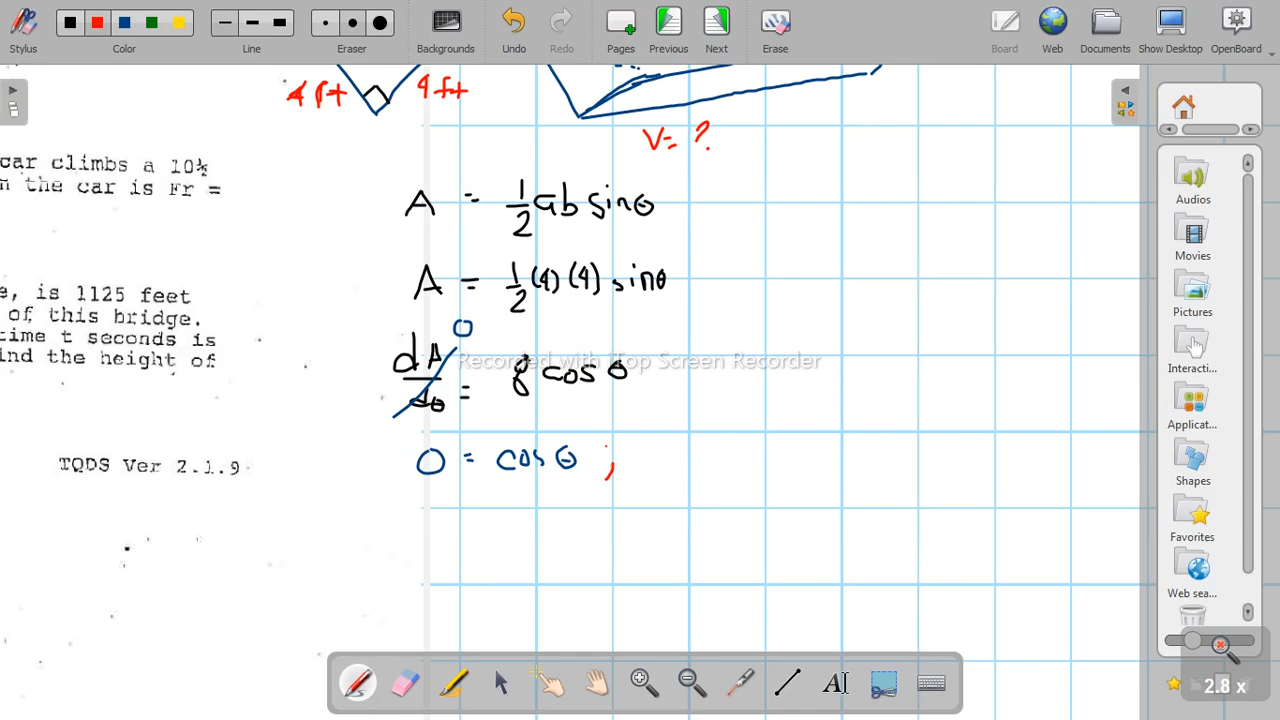 Stylus Color Line Eraser Backgrounds Undo Redo Pages Previous Next Erase Board Web Documents Show Desktop OpenBoard
4 ft 4 ft
V = ?
car climbs a 10%
n the car is Fr =
A = 1/2 ab sinθ
A = 1/2 (4)(4) sinθ
e, is 1125 feet
of this bridge.
time t seconds is
ind the height of
0
dA/dθ = 8 cos θ
Recorded with iTop Screen Recorder
0 = cos θ ;
TQDS Ver 2.1.9
Audios
Movies
Pictures
Interacti...
Applicat...
Shapes
Favorites
Web sea...
2.8 x